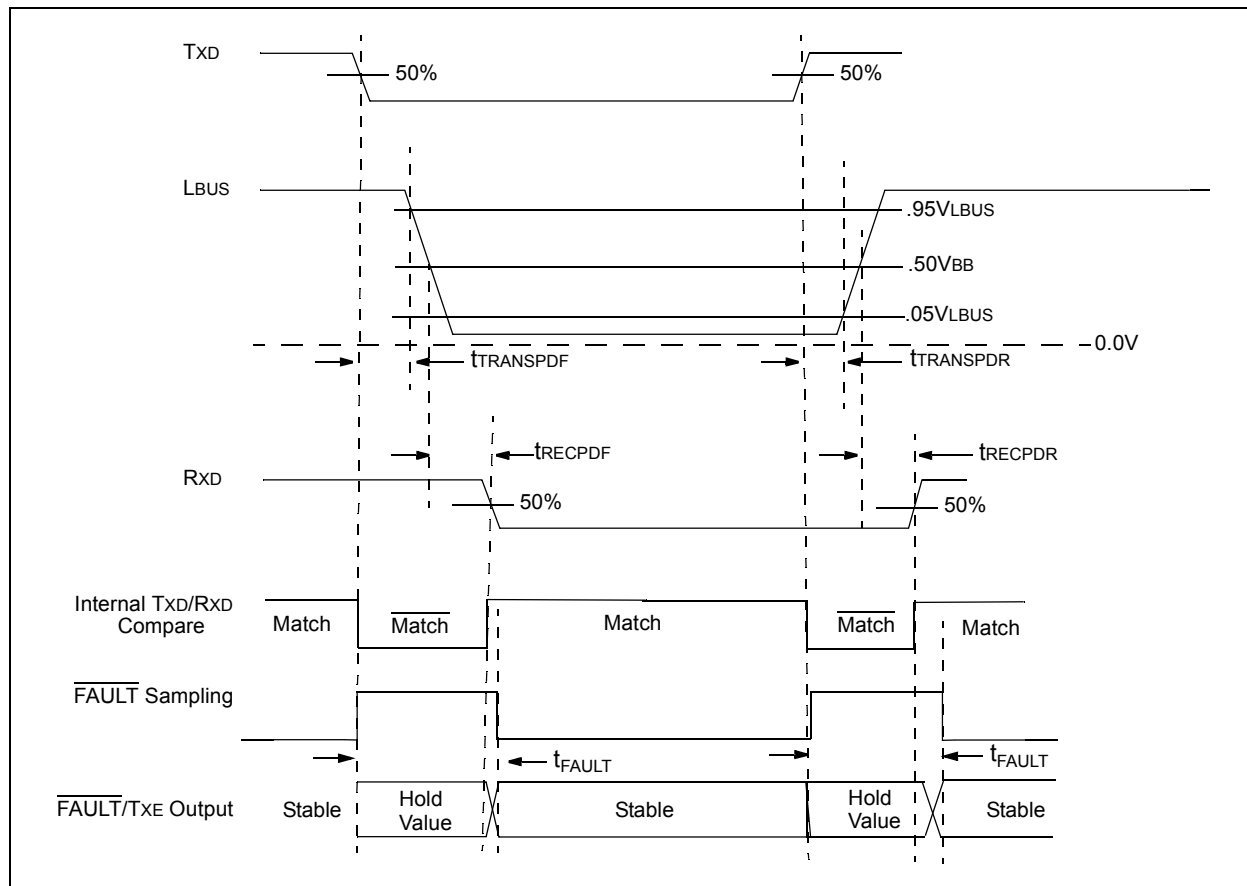 TXD
50%
50%
LBUS
.95VLBUS
.50VBB
.05VLBUS
0.0V
tTRANSPDF
tTRANSPDR
tRECPDF
tRECPDR
RXD
50%
50%
Internal TXD/RXD
Compare
Match
Match
Match
Match
Match
FAULT Sampling
tFAULT
tFAULT
FAULT/TXE Output
Stable
Hold
Value
Stable
Hold
Value
Stable